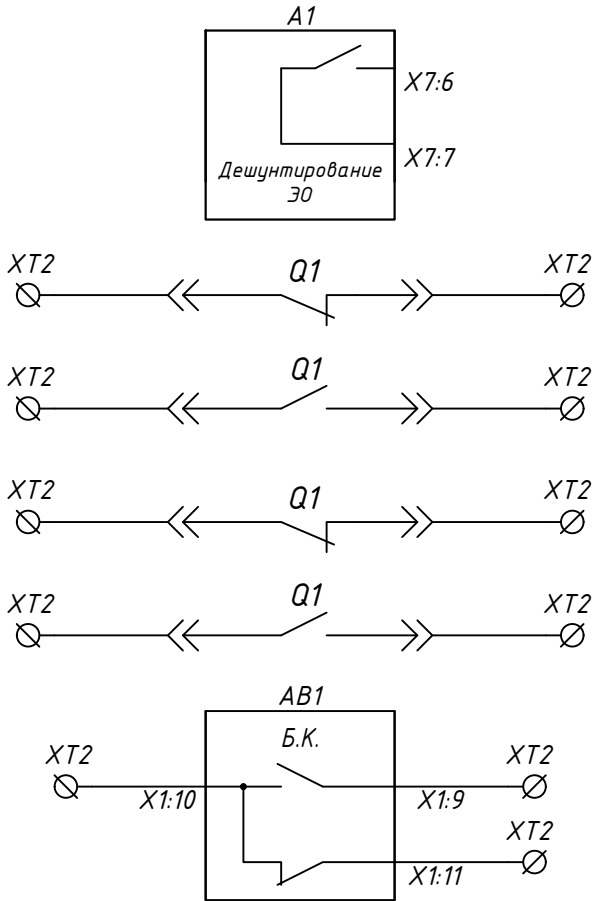 A1
X7:6
X7:7
Дешунтирование
ЭО
XT2 Q1 XT2
XT2 Q1 XT2
XT2 Q1 XT2
XT2 Q1 XT2
AB1
Б.К.
XT2 XT2
X1:10 X1:9
XT2
X1:11